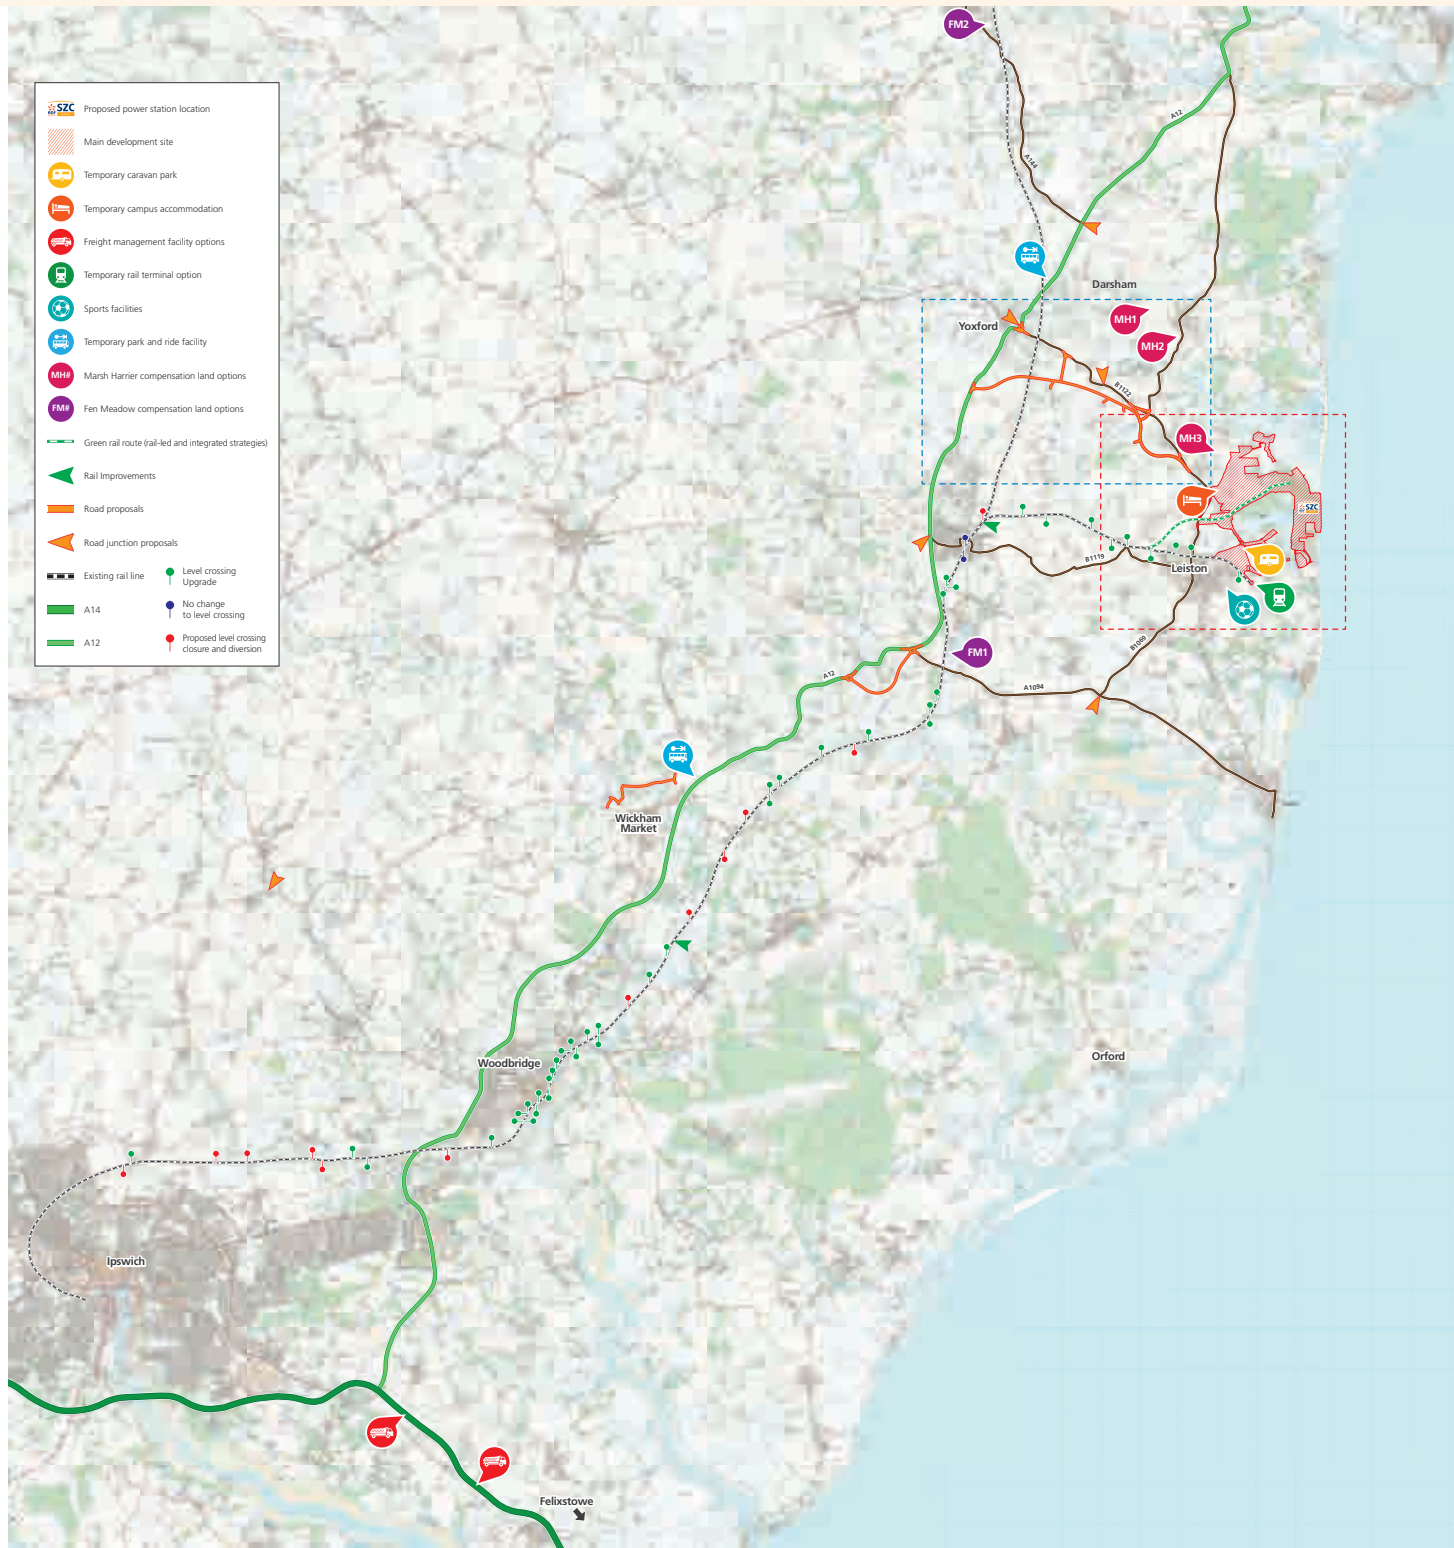 SZC
Proposed power station location
Main development site
Temporary caravan park
Temporary campus accommodation
Freight management facility options
Temporary rail terminal option
Sports facilities
Temporary park and ride facility
MH# Marsh Harrier compensation land options
FM# Fen Meadow compensation land options
Green rail route (rail-led and integrated strategies)
Rail Improvements
Road proposals
Road junction proposals
Existing rail line
A14
A12
Level crossing
Upgrade
No change
to level crossing
Proposed level crossing
closure and diversion
FM2
A12
A144
Darsham
Yoxford
MH1
MH2
B1122
MH3
SZC
B1119
Leiston
B1069
FM1
A12
A1094
Wickham
Market
Woodbridge
Orford
Ipswich
Felixstowe